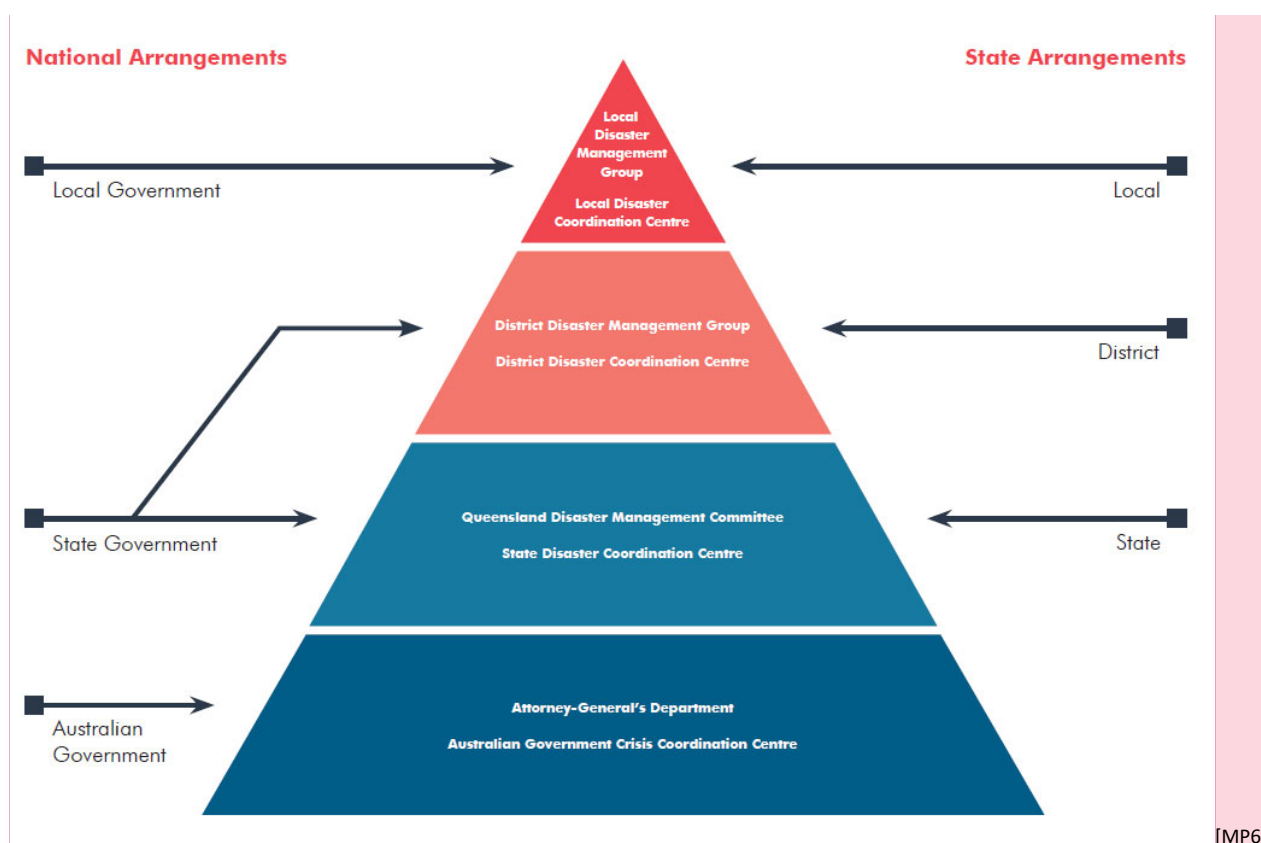 National Arrangements
State Arrangements
Local
Disaster
Management
Group
Local Disaster
Coordination Centre
Local Government
Local
District Disaster Management Group
District Disaster Coordination Centre
District
Queensland Disaster Management Committee
State Disaster Coordination Centre
State Government
State
Attorney-General's Department
Australian Government Crisis Coordination Centre
Australian
Government
[MP6